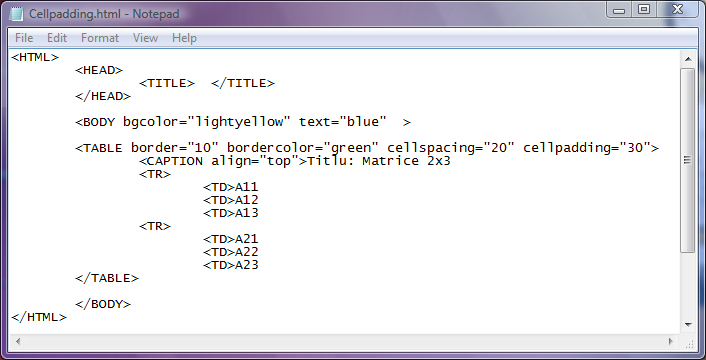 Cellpadding.html - Notepad
File Edit Format View Help
<HTML>
<HEAD>
<TITLE>  </TITLE>
</HEAD>
<BODY bgcolor="lightyellow" text="blue"  >
<TABLE border="10" bordercolor="green" cellspacing="20" cellpadding="30">
<CAPTION align="top">Titlu: Matrice 2x3
<TR>
<TD>A11
<TD>A12
<TD>A13
<TR>
<TD>A21
<TD>A22
<TD>A23
</TABLE>
</BODY>
</HTML>